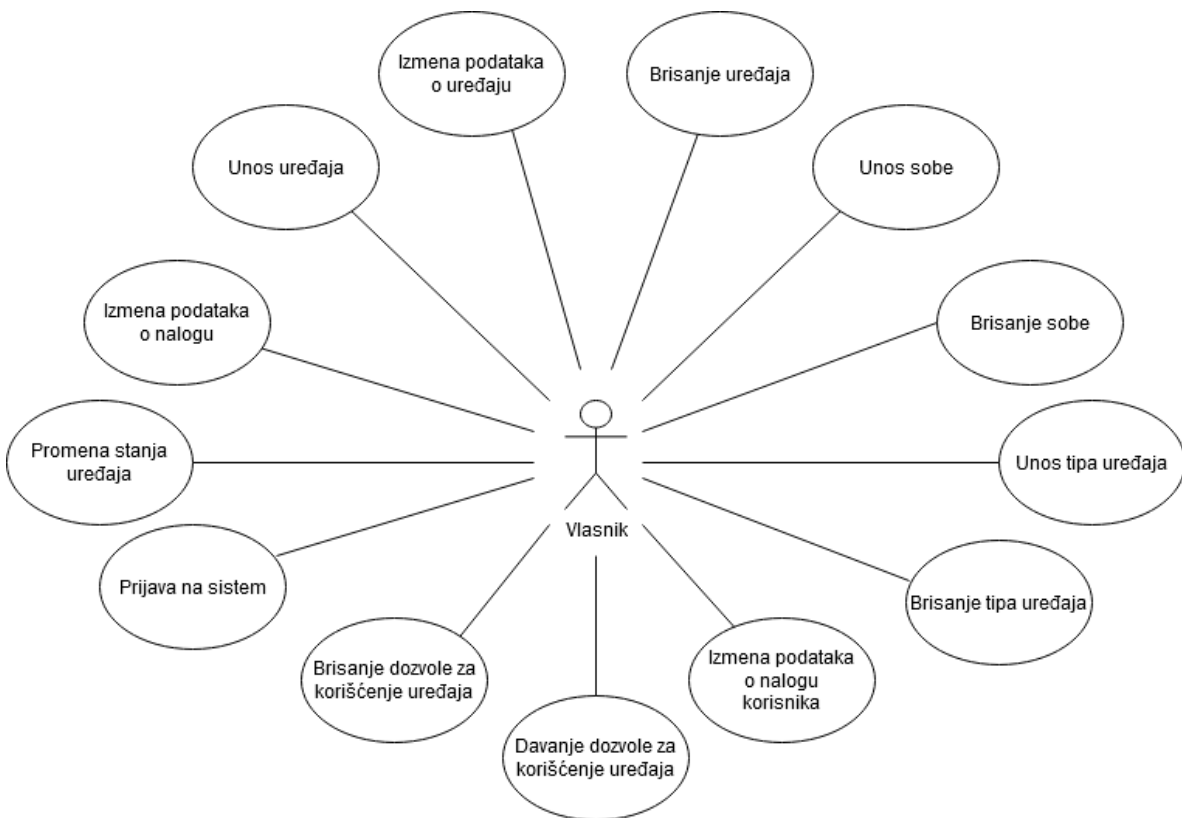 Izmena podataka
o uređaju
Brisanje uređaja
Unos uređaja
Unos sobe
Izmena podataka
o nalogu
Brisanje sobe
Promena stanja
uređaja
Unos tipa uređaja
Vlasnik
Prijava na sistem
Brisanje tipa uređaja
Brisanje dozvole za
korišćenje uređaja
Izmena podataka
o nalogu
korisnika
Davanje dozvole za
korišćenje uređaja